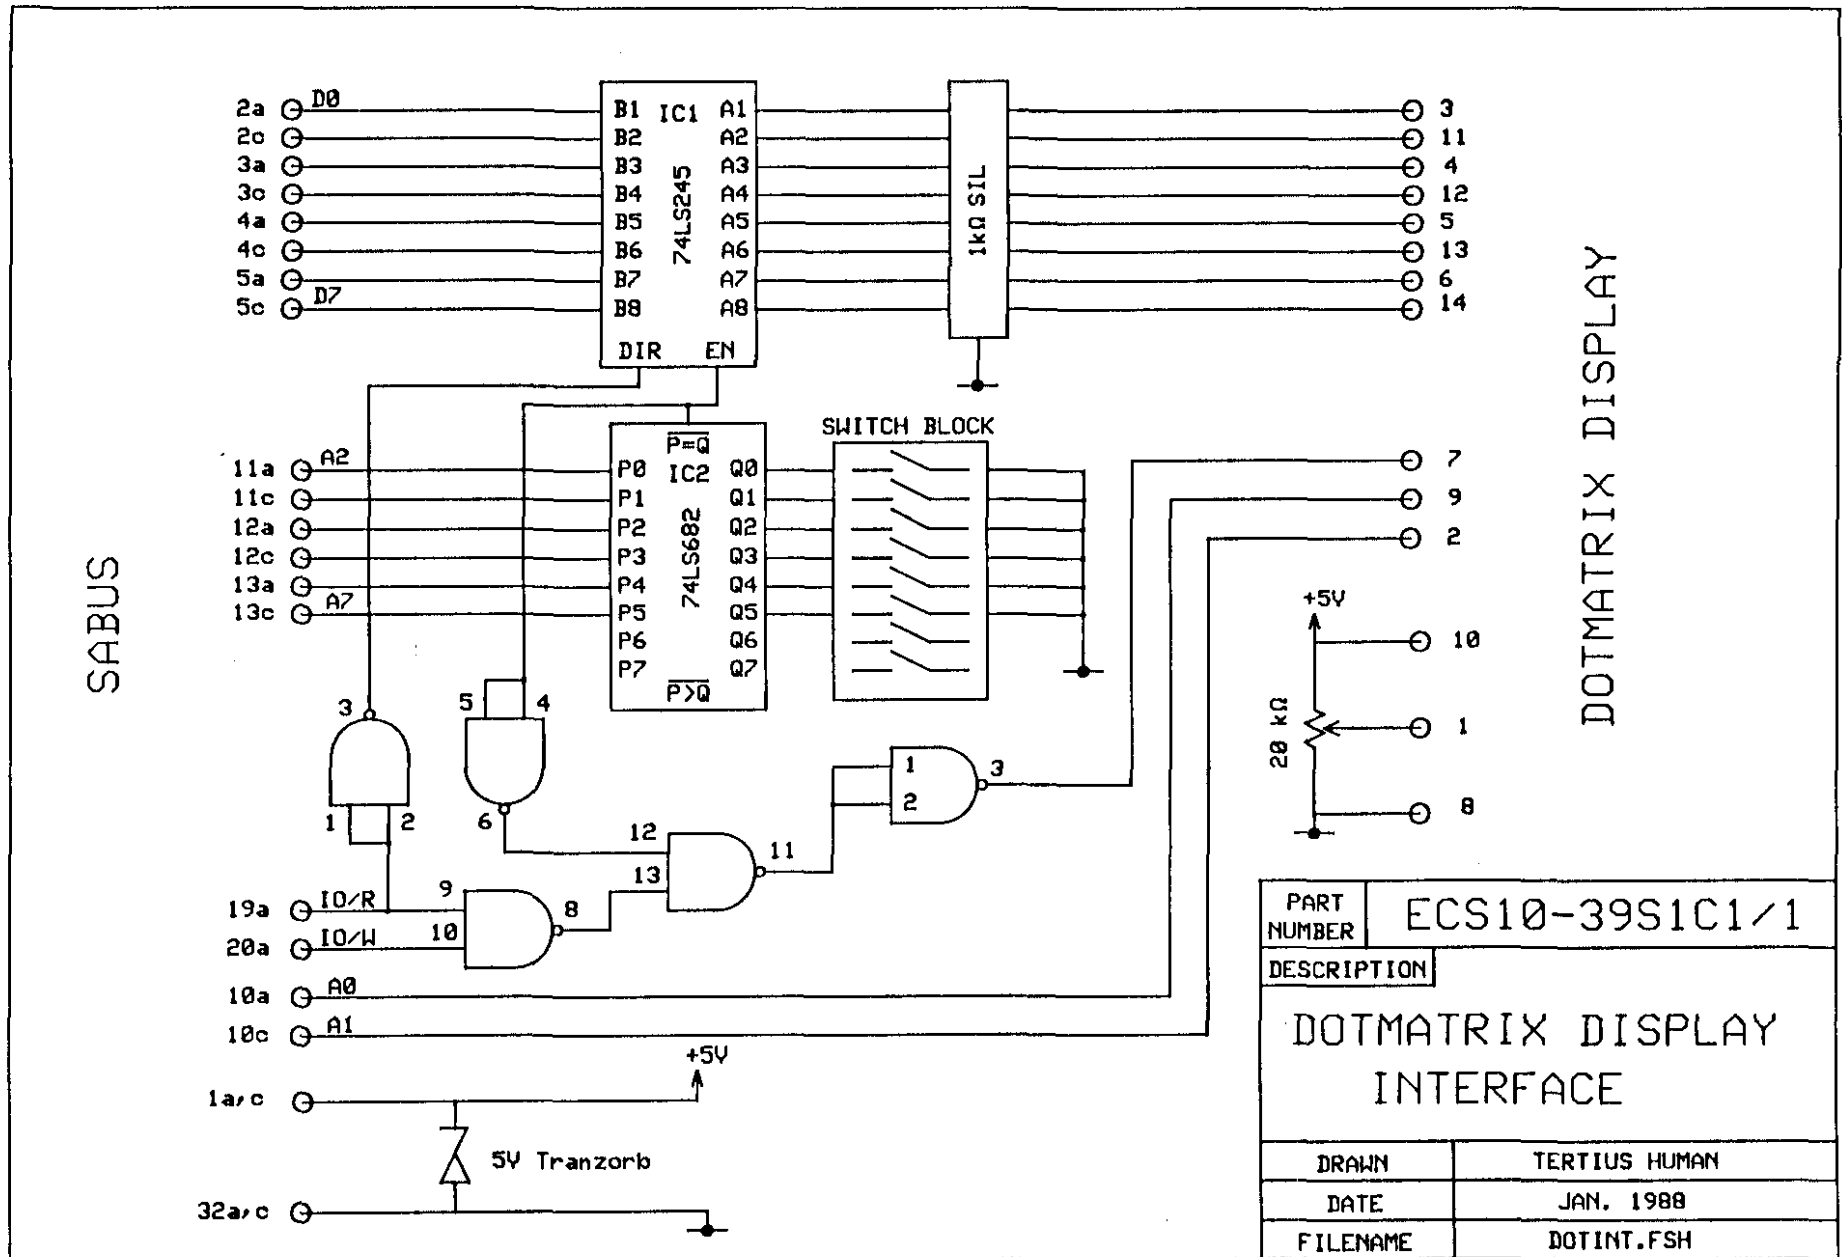 2a D0 B1 IC1 A1 3
2c B2 A2 11
3a B3 A3 4
3c B4 A4 12
4a B5 A5 5
4c B6 A6 13
5a B7 A7 6
5c D7 B8 A8 14
74LS245
1kΩ SIL
DIR EN
SWITCH BLOCK
P=Q
11a A2 P0 IC2 Q0 7
11c P1 Q1 9
12a P2 Q2 2
12c P3 Q3
13a P4 Q4
13c A7 P5 Q5
P6 Q6
P7 Q7
P>Q
74LS682
SABUS
DOTMATRIX DISPLAY
+5V
10
20 kΩ
1
8
3 5 4
1 2 6
1 3
2
12 11
13
19a IO/R 9 8
20a IO/W 10
10a A0
10c A1
+5V
1a,c
5V Tranzorb
32a,c
PART NUMBER ECS10-39S1C1/1
DESCRIPTION
DOTMATRIX DISPLAY
INTERFACE
DRAWN TERTIUS HUMAN
DATE JAN. 1988
FILENAME DOTINT.FSH